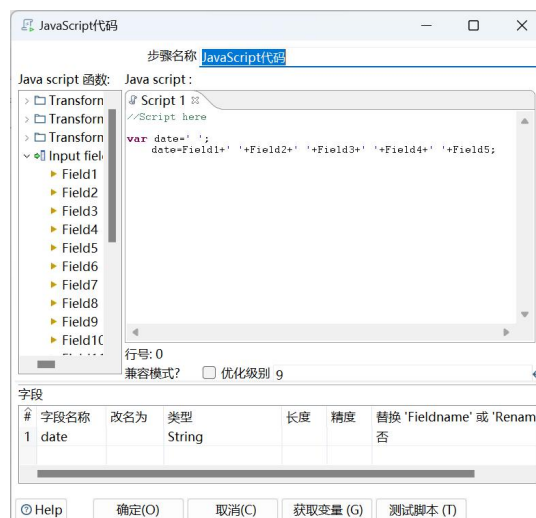 JavaScript代码
步骤名称 JavaScript代码
Java script 函数: Java script :
Transforn
Transforn
Transforn
Input fiel
Field1
Field2
Field3
Field4
Field5
Field6
Field7
Field8
Field9
Field10
Script 1
//Script here
var date=' ';
date=Field1+' '+Field2+' '+Field3+' '+Field4+' '+Field5;
行号: 0
兼容模式? 优化级别 9
字段
# 字段名称 改名为 类型 长度 精度 替换 'Fieldname' 或 'Renam
1 date String 否
Help 确定(O) 取消(C) 获取变量 (G) 测试脚本 (T)